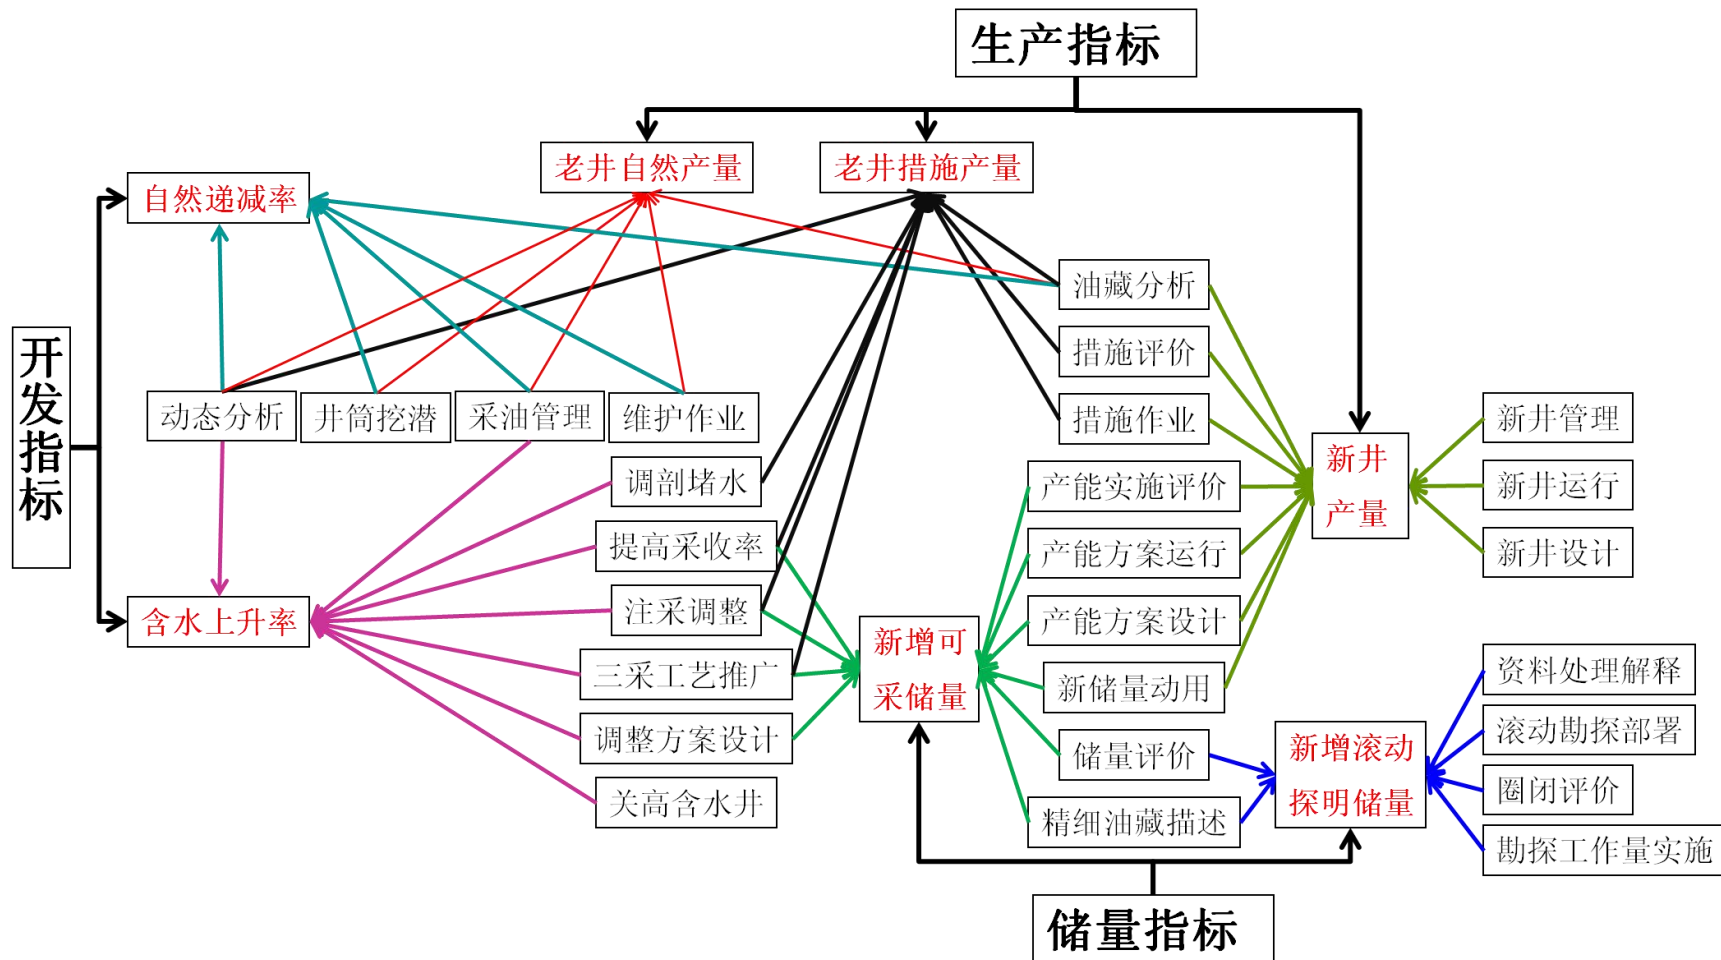 生产指标
老井自然产量
老井措施产量
自然递减率
油藏分析
措施评价
开发指标
动态分析
井筒挖潜
采油管理
维护作业
措施作业
新井
产量
新井管理
调剖堵水
产能实施评价
新井运行
提高采收率
产能方案运行
新井设计
注采调整
产能方案设计
含水上升率
新增可
采储量
三采工艺推广
新储量动用
资料处理解释
调整方案设计
储量评价
新增滚动
探明储量
滚动勘探部署
关高含水井
精细油藏描述
圈闭评价
勘探工作量实施
储量指标